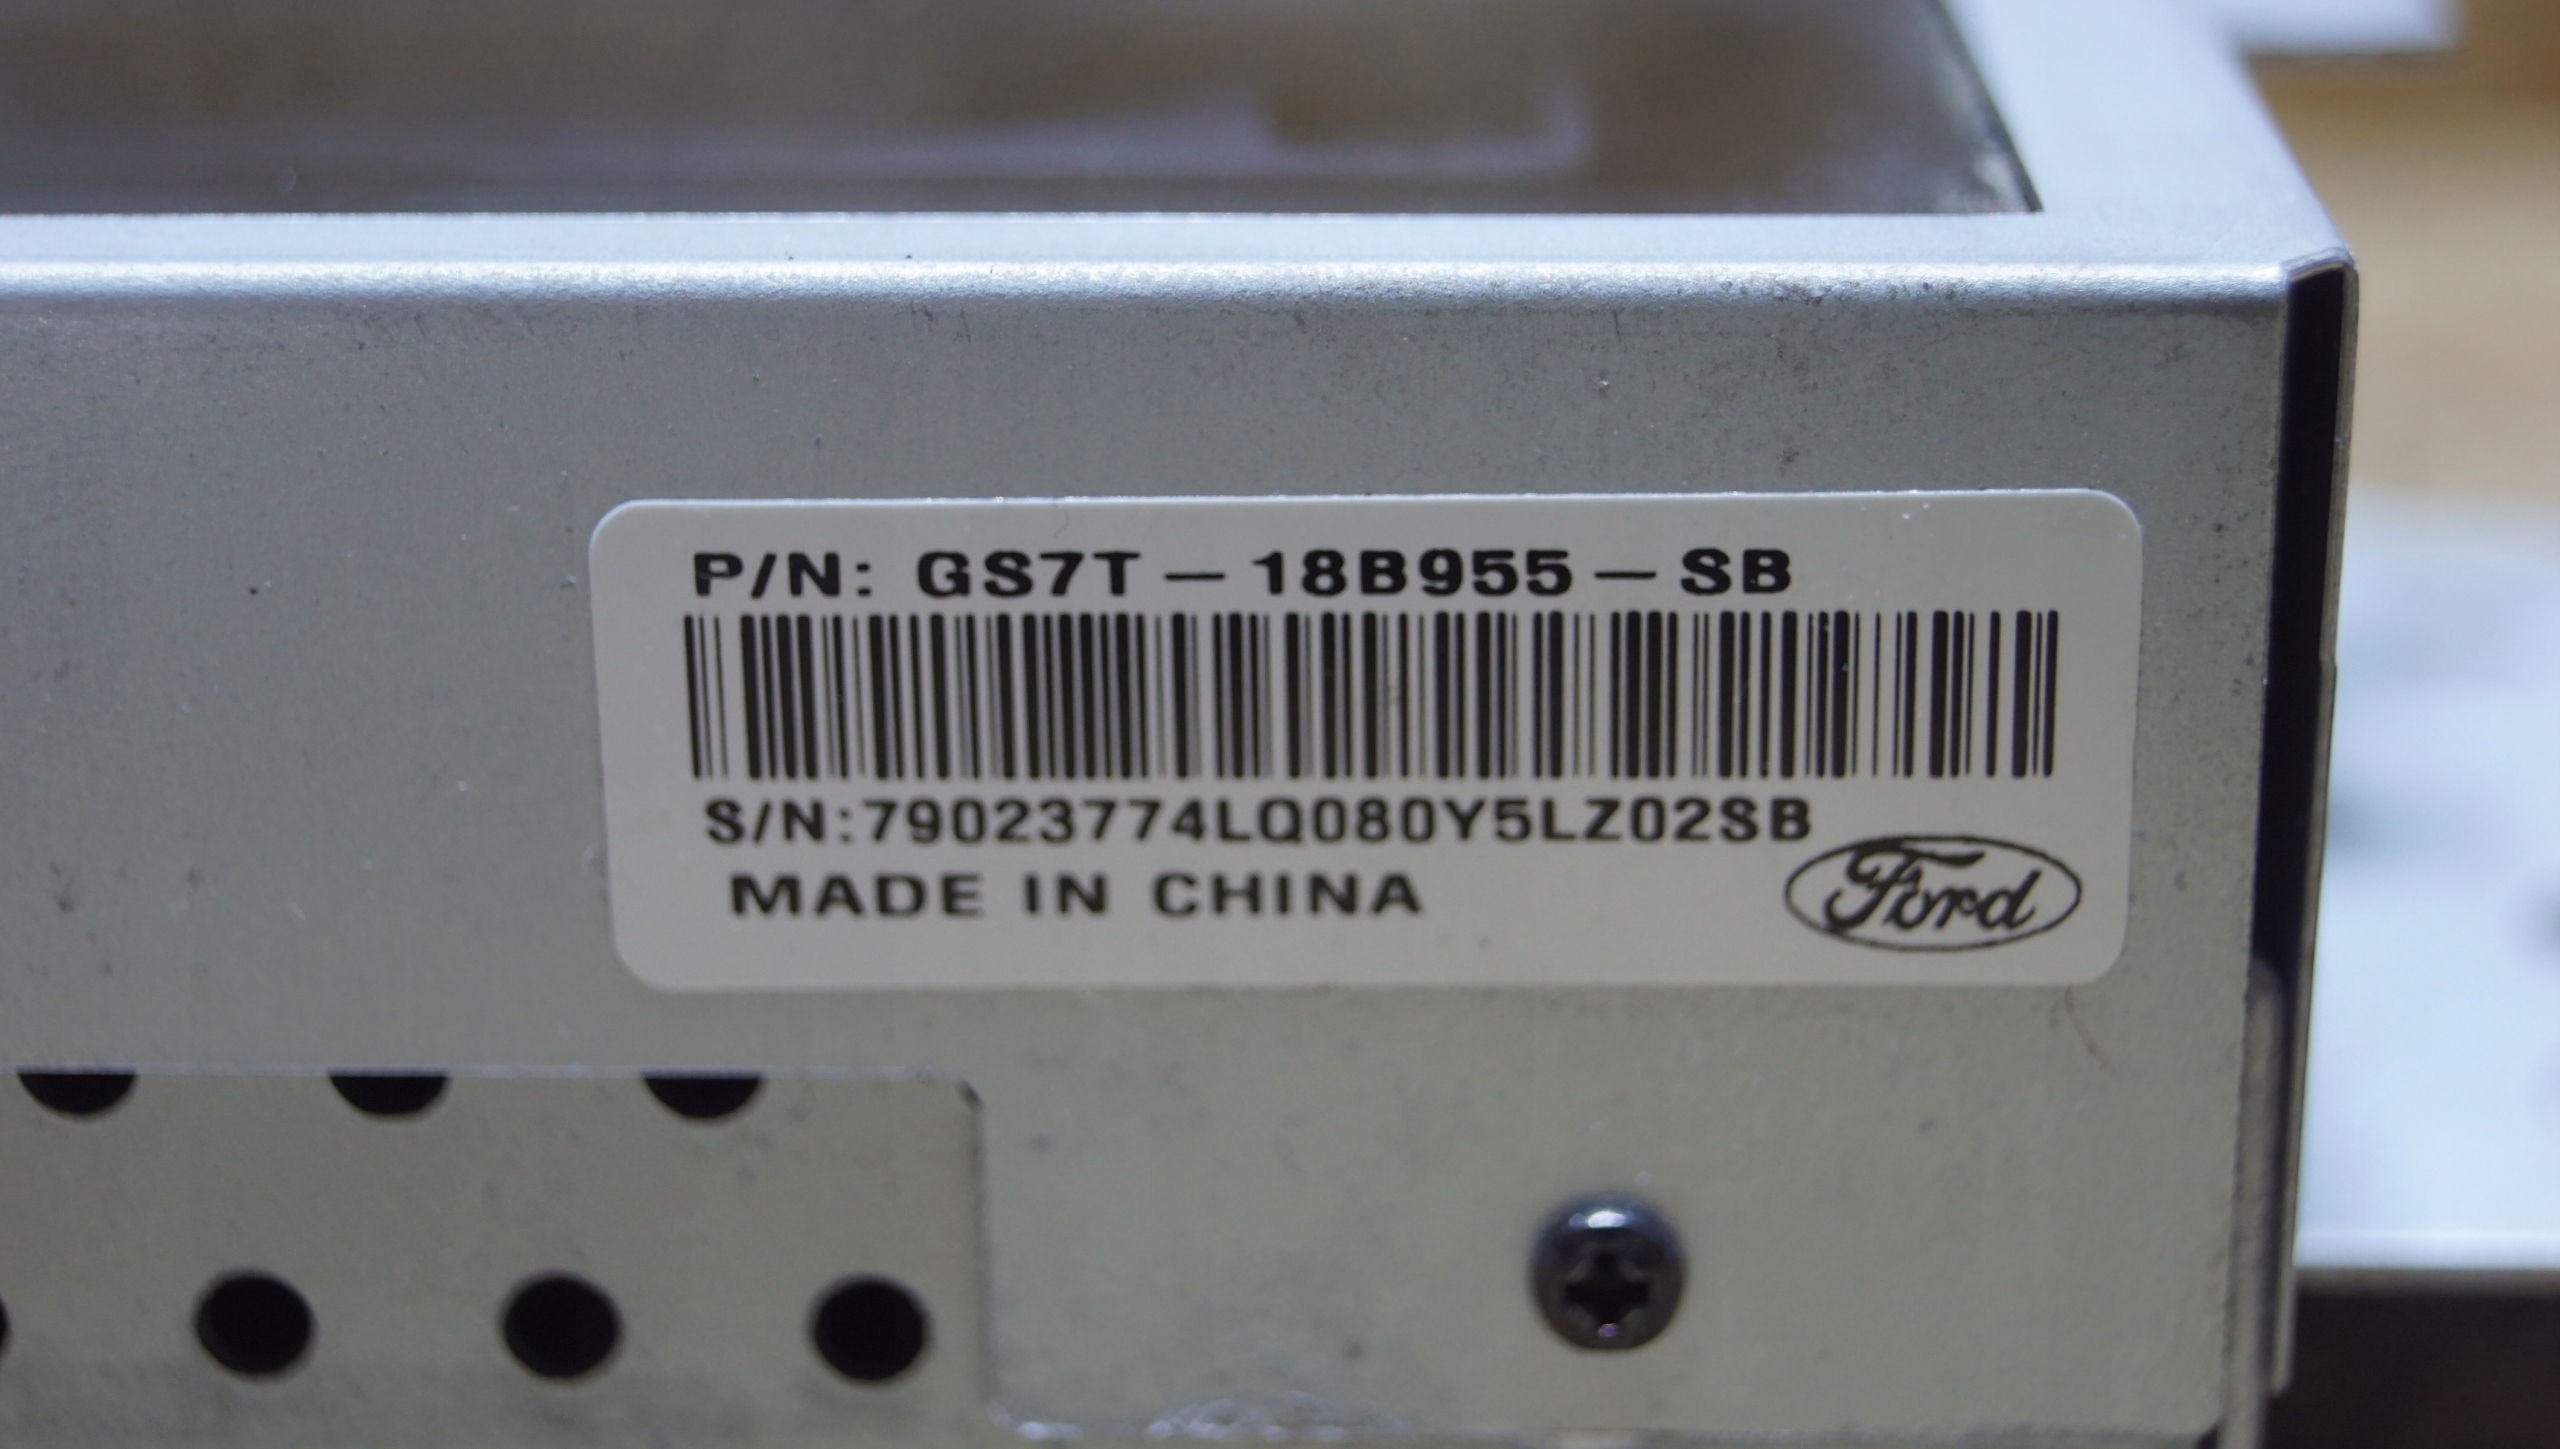 P/N: GS7T-18B955-SB
S/N:79023774LQ080Y5LZ02SB
MADE IN CHINA
Ford